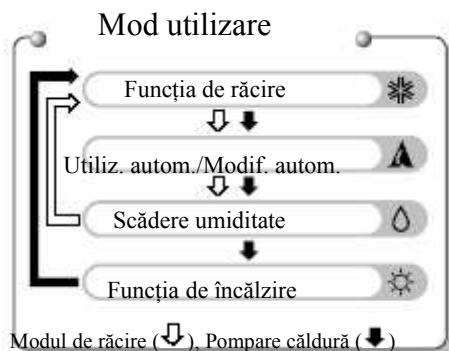 Mod utilizare
Funcția de răcire
Utiliz. autom./Modif. autom.
Scădere umiditate
Funcția de încălzire
Modul de răcire (⇩), Pompare căldură (🡇)